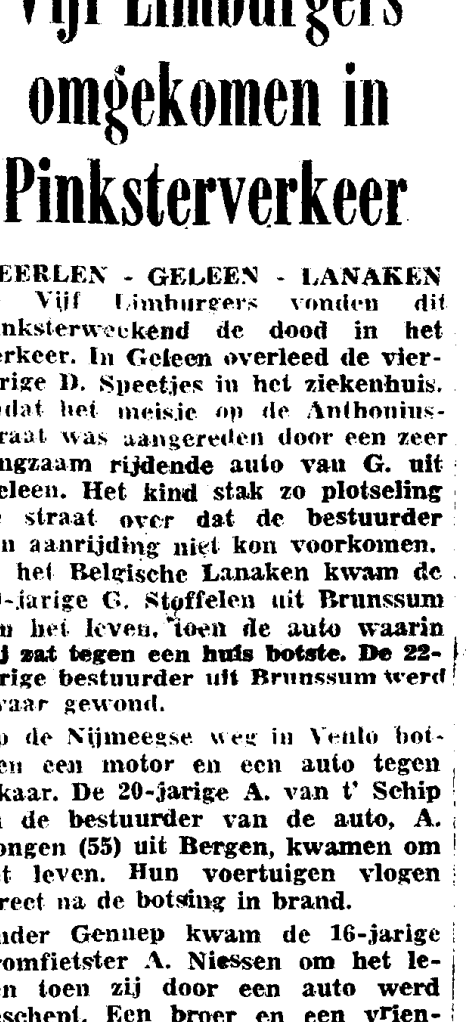 Vijf Limburgers
omgekomen in
Pinksterverkeer
EERLEN - GELEEN - LANAKEN
Vijf Limburgers vonden dit
nksterweekend de dood in het
erkeer. In Geleen overleed de vier-
rige D. Speetjes in het ziekenhuis.
dat het meisje op de Anthonius-
raat was aangereden door een zeer
ngzaam rijdende auto van G. uit
eleen. Het kind stak zo plotseling
straat over dat de bestuurder
n aanrijding niet kon voorkomen.
het Belgische Lanaken kwam de
-jarige G. Stoffelen uit Brunssum
m het leven, toen de auto waarin
j zat tegen een huis botste. De 22-
rige bestuurder uit Brunssum werd
vaar gewond.
p de Nijmeegse weg in Venlo bot-
en een motor en een auto tegen
kaar. De 20-jarige A. van t' Schip
n de bestuurder van de auto, A.
ongen (55) uit Bergen, kwamen om
et leven. Hun voertuigen vlogen
rect na de botsing in brand.
nder Gennep kwam de 16-jarige
romfietster A. Niessen om het le-
en toen zij door een auto werd
eschept. Een broer en een vrien-